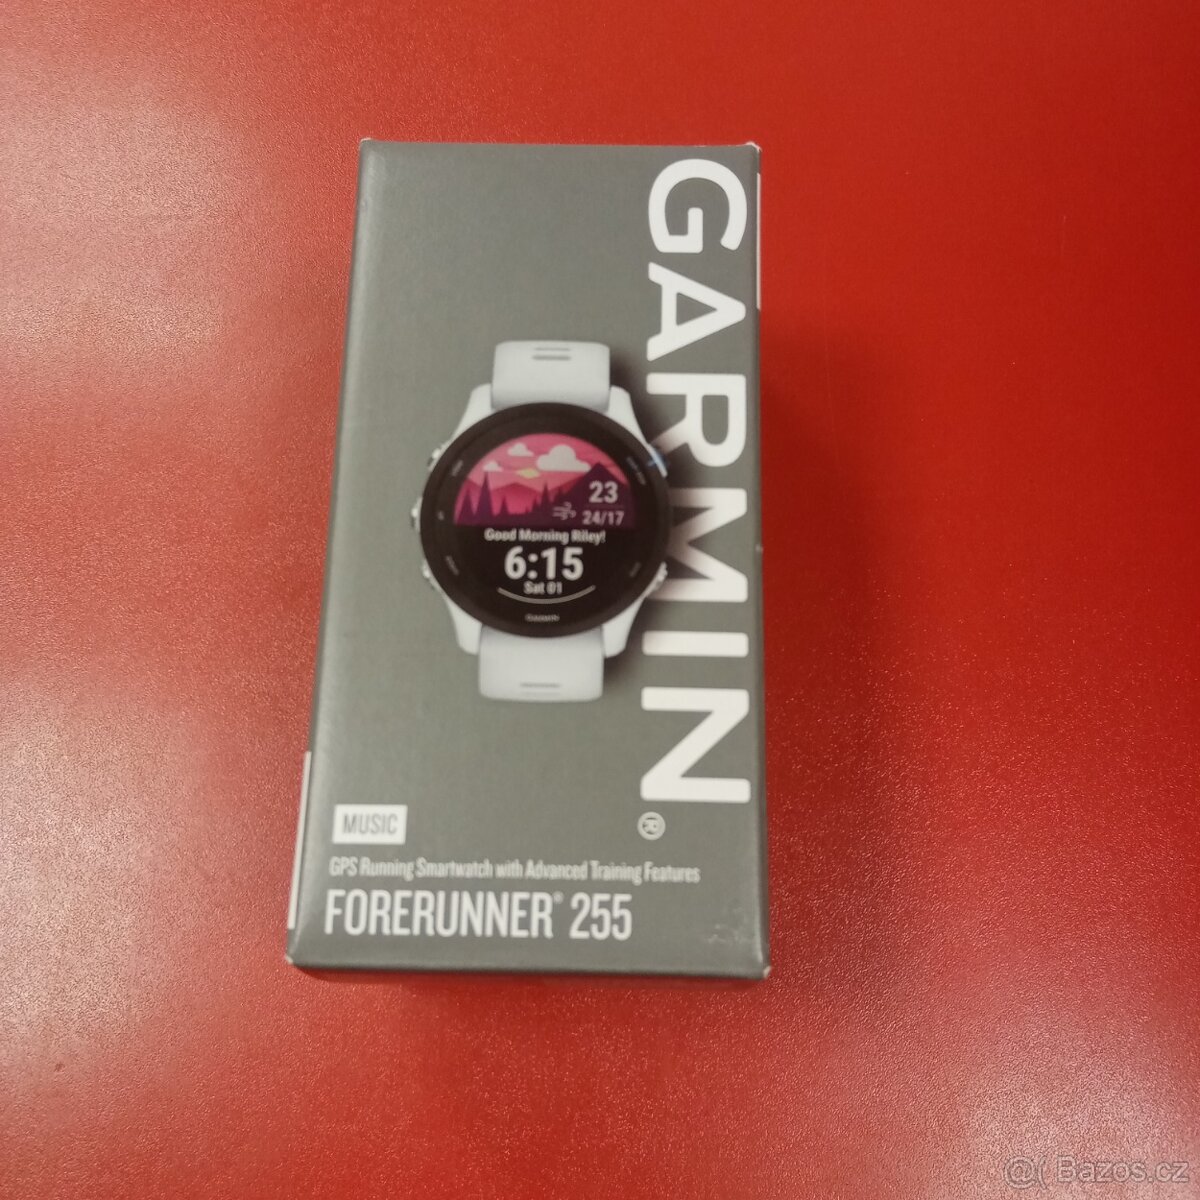 GARMIN®
23
24/17
Good Morning Riley!
6:15
Sat 01
GARMIN
MUSIC
GPS Running Smartwatch with Advanced Training Features
FORERUNNER® 255
@( Bazos.cz